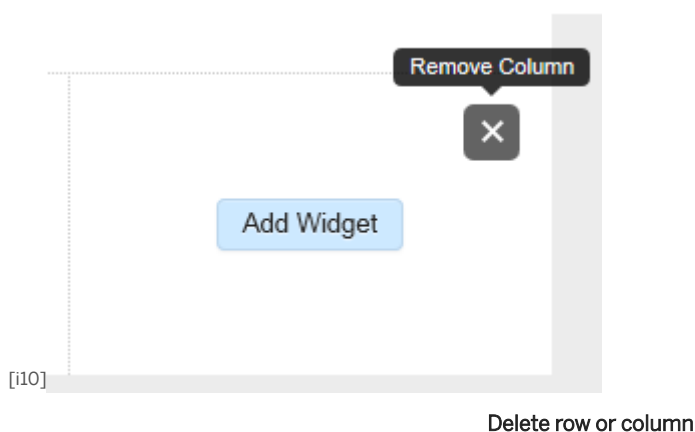 Remove Column
×
Add Widget
[i10]
Delete row or column